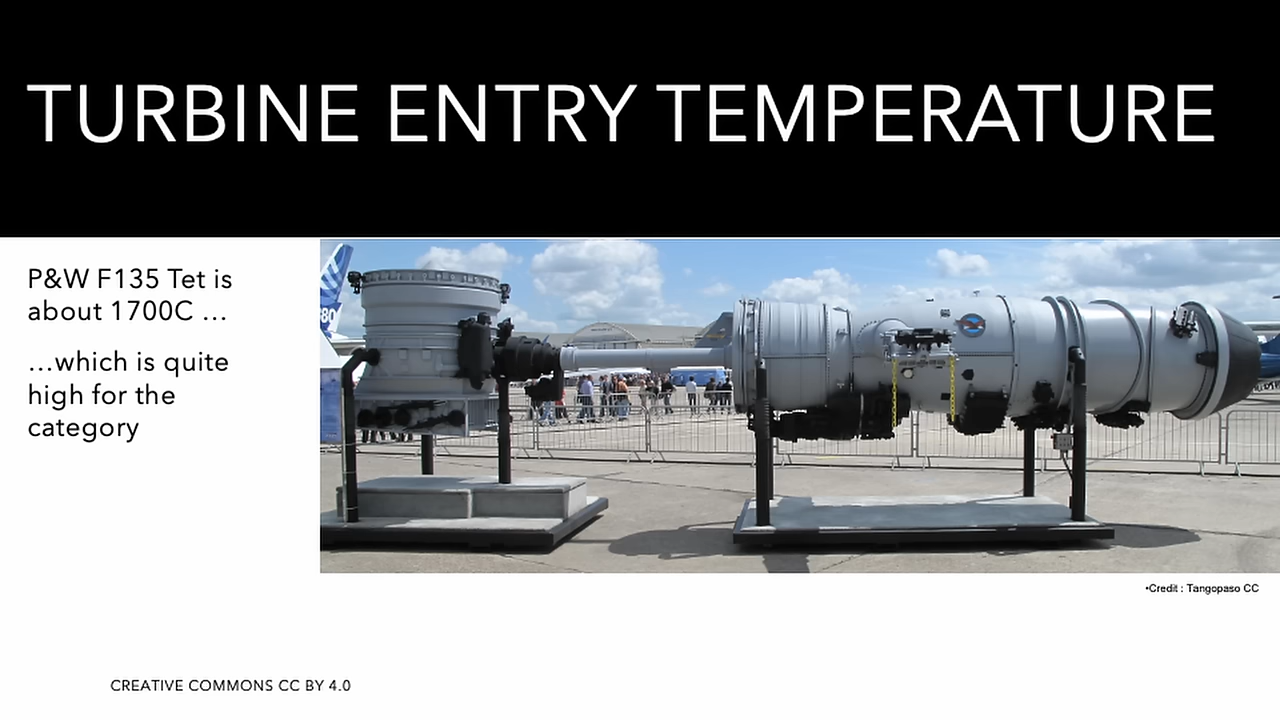 TURBINE ENTRY TEMPERATURE
P&W F135 Tet is
about 1700C …
…which is quite
high for the
category
80
•Credit : Tangopaso CC
CREATIVE COMMONS CC BY 4.0